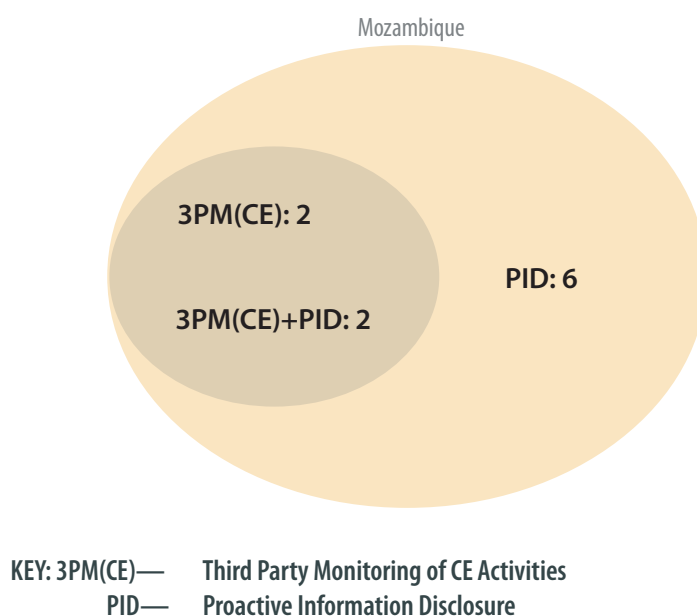 Mozambique
3PM(CE): 2
PID: 6
3PM(CE)+PID: 2
KEY: 3PM(CE)— Third Party Monitoring of CE Activities
PID— Proactive Information Disclosure